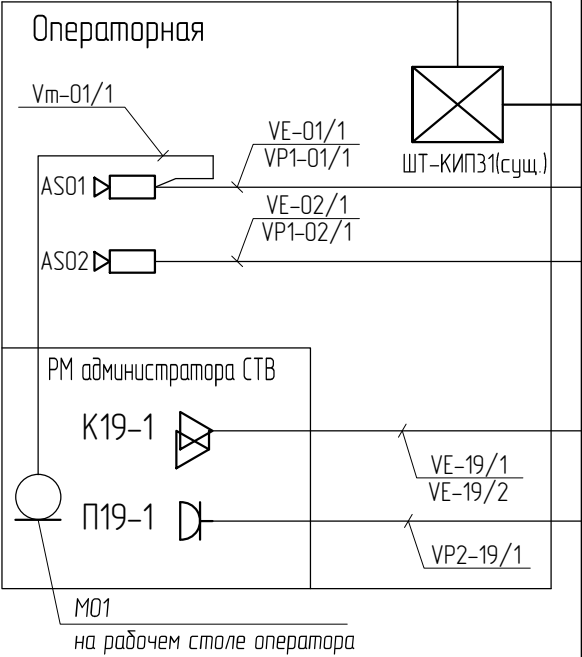 Операторная
Vm-01/1
VE-01/1
VP1-01/1
ШТ-КИП31(сущ.)
AS01
VE-02/1
VP1-02/1
AS02
РМ администратора СТВ
К19-1
VE-19/1
VE-19/2
П19-1
VP2-19/1
М01
на рабочем столе оператора